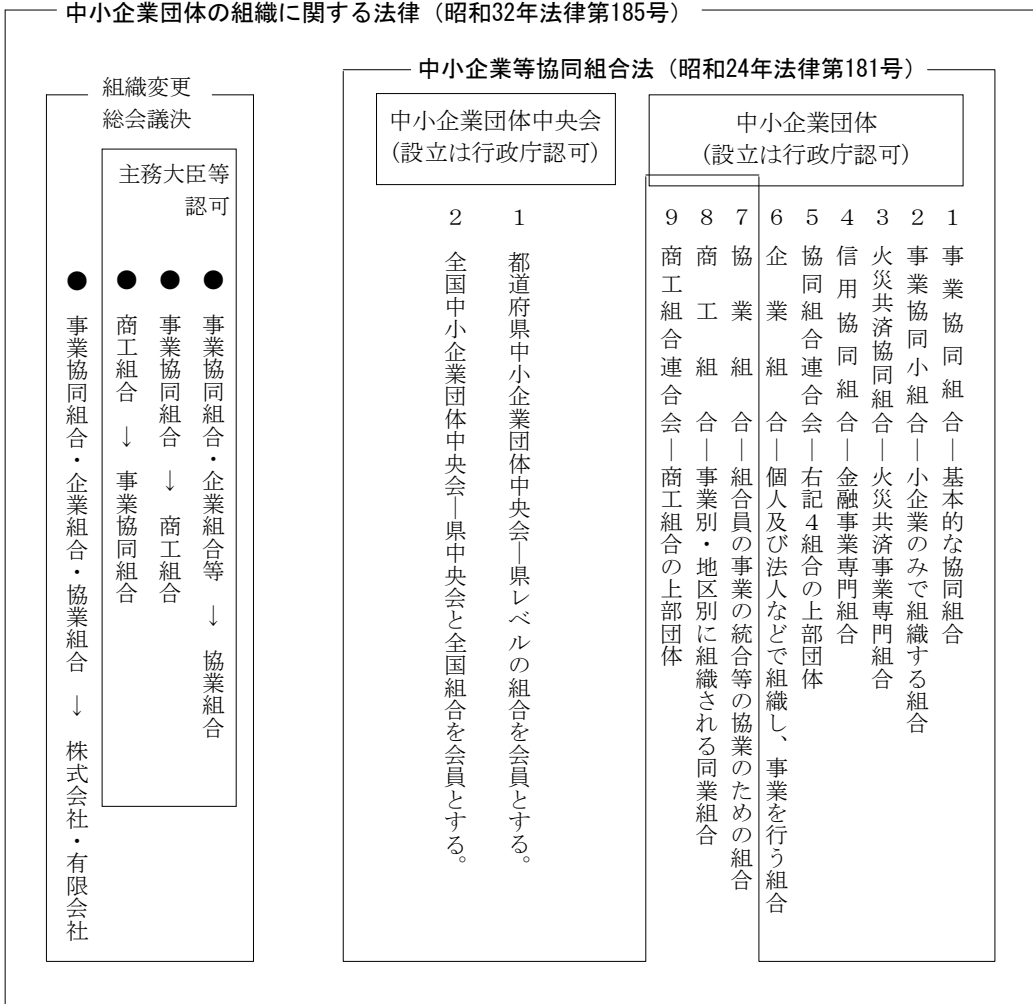 中小企業団体の組織に関する法律（昭和32年法律第185号）
中小企業等協同組合法（昭和24年法律第181号）
中小企業団体
(設立は行政庁認可)
１　事業協同組合―基本的な協同組合
２　事業協同小組合―小企業のみで組織する組合
３　火災共済協同組合―火災共済事業専門組合
４　信用協同組合―金融事業専門組合
５　協同組合連合会―右記４組合の上部団体
６　企業組合―個人及び法人などで組織し、事業を行う組合
７　協業組合―組合員の事業の統合等の協業のための組合
８　商工組合―事業別・地区別に組織される同業組合
９　商工組合連合会―商工組合の上部団体
中小企業団体中央会
(設立は行政庁認可)
１　都道府県中小企業団体中央会―県レベルの組合を会員とする。
２　全国中小企業団体中央会―県中央会と全国組合を会員とする。
組織変更
総会議決
主務大臣等
認可
●　事業協同組合・企業組合等　→　協業組合
●　事業協同組合　→　商工組合
●　商工組合　→　事業協同組合
●　事業協同組合・企業組合・協業組合　→　株式会社・有限会社